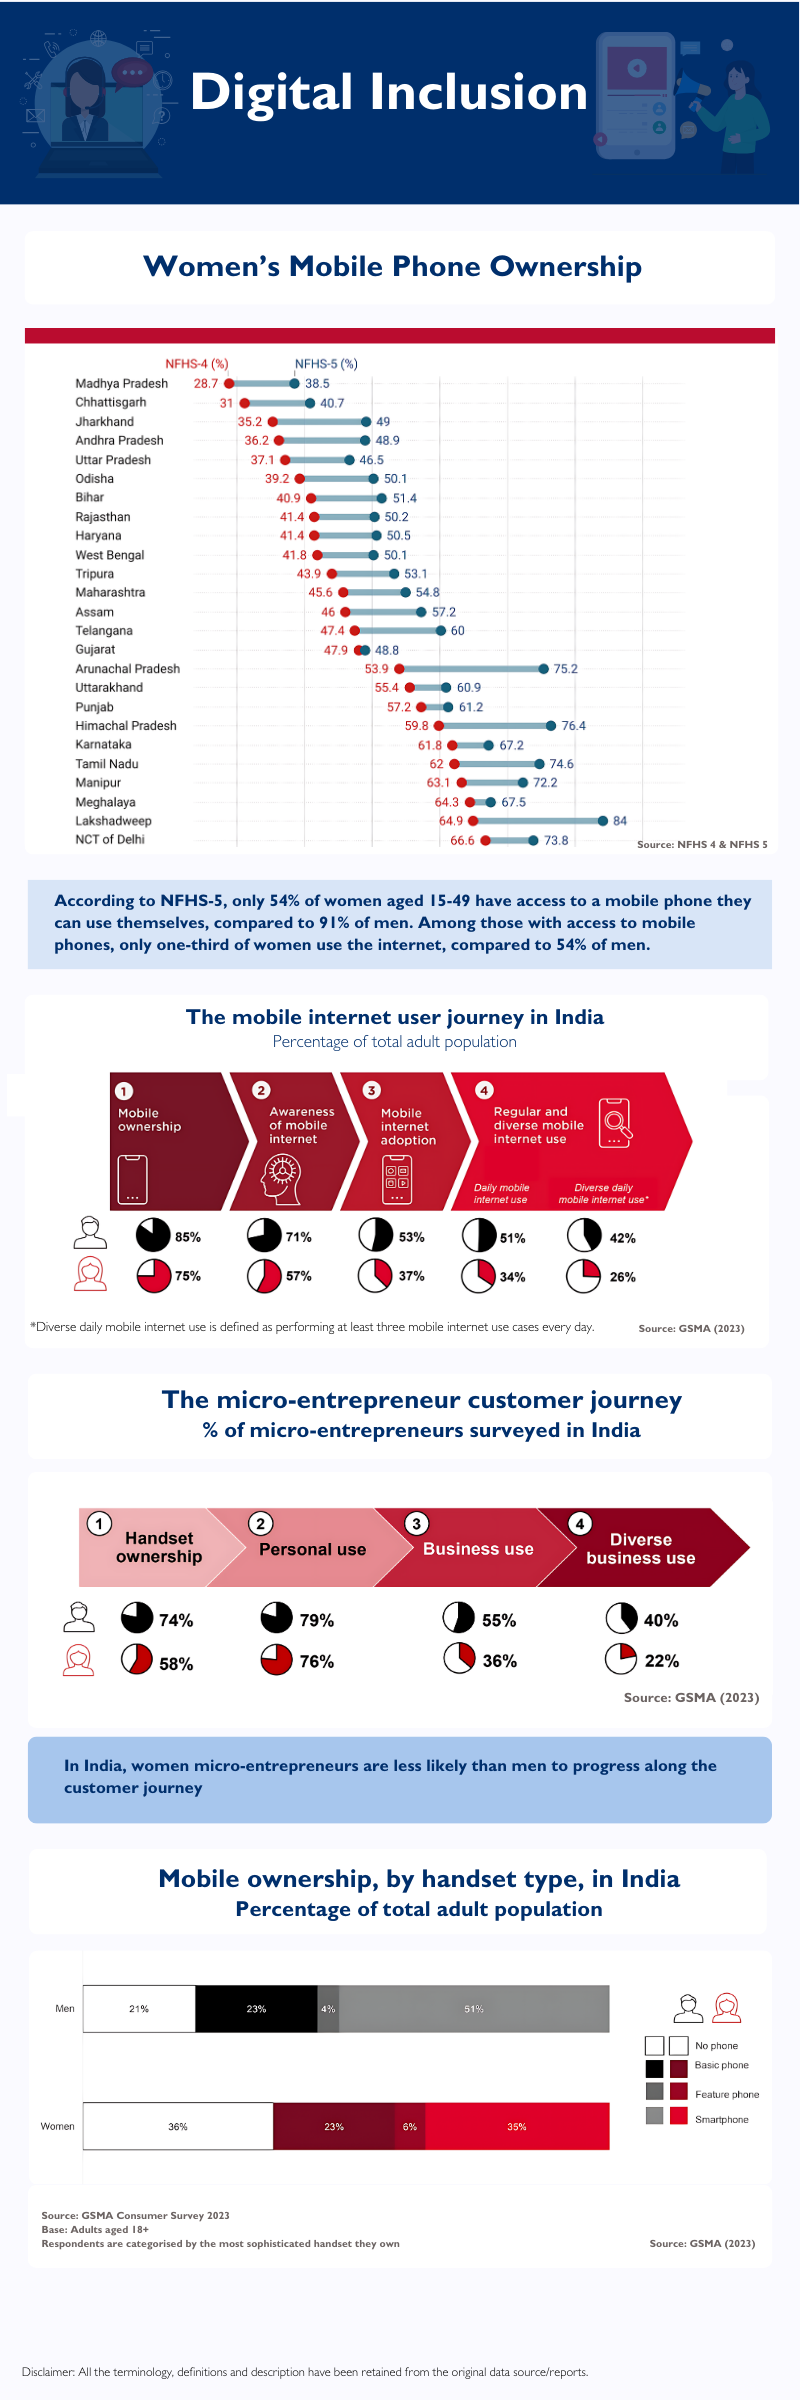 Digital Inclusion
Women's Mobile Phone Ownership
NFHS-4 (%) NFHS-5 (%)
Madhya Pradesh 28.7 38.5
Chhattisgarh 31 40.7
Jharkhand 35.2 49
Andhra Pradesh 36.2 48.9
Uttar Pradesh 37.1 46.5
Odisha 39.2 50.1
Bihar 40.9 51.4
Rajasthan 41.4 50.2
Haryana 41.4 50.5
West Bengal 41.8 50.1
Tripura 43.9 53.1
Maharashtra 45.6 54.8
Assam 46 57.2
Telangana 47.4 60
Gujarat 47.9 48.8
Arunachal Pradesh 53.9 75.2
Uttarakhand 55.4 60.9
Punjab 57.2 61.2
Himachal Pradesh 59.8 76.4
Karnataka 61.8 67.2
Tamil Nadu 62 74.6
Manipur 63.1 72.2
Meghalaya 64.3 67.5
Lakshadweep 64.9 84
NCT of Delhi 66.6 73.8
Source: NFHS 4 & NFHS 5
According to NFHS-5, only 54% of women aged 15-49 have access to a mobile phone they
can use themselves, compared to 91% of men. Among those with access to mobile
phones, only one-third of women use the internet, compared to 54% of men.
The mobile internet user journey in India
Percentage of total adult population
1
Mobile
ownership
2
Awareness
of mobile
internet
3
Mobile
internet
adoption
4
Regular and
diverse mobile
internet use
Daily mobile
internet use
Diverse daily
mobile internet use*
85% 71% 53% 51% 42%
75% 57% 37% 34% 26%
*Diverse daily mobile internet use is defined as performing at least three mobile internet use cases every day.
Source: GSMA (2023)
The micro-entrepreneur customer journey
% of micro-entrepreneurs surveyed in India
1
Handset
ownership
2
Personal use
3
Business use
4
Diverse
business use
74% 79% 55% 40%
58% 76% 36% 22%
Source: GSMA (2023)
In India, women micro-entrepreneurs are less likely than men to progress along the
customer journey
Mobile ownership, by handset type, in India
Percentage of total adult population
Men 21% 23% 4% 51%
Women 36% 23% 6% 35%
No phone
Basic phone
Feature phone
Smartphone
Source: GSMA Consumer Survey 2023
Base: Adults aged 18+
Respondents are categorised by the most sophisticated handset they own
Source: GSMA (2023)
Disclaimer: All the terminology, definitions and description have been retained from the original data source/reports.